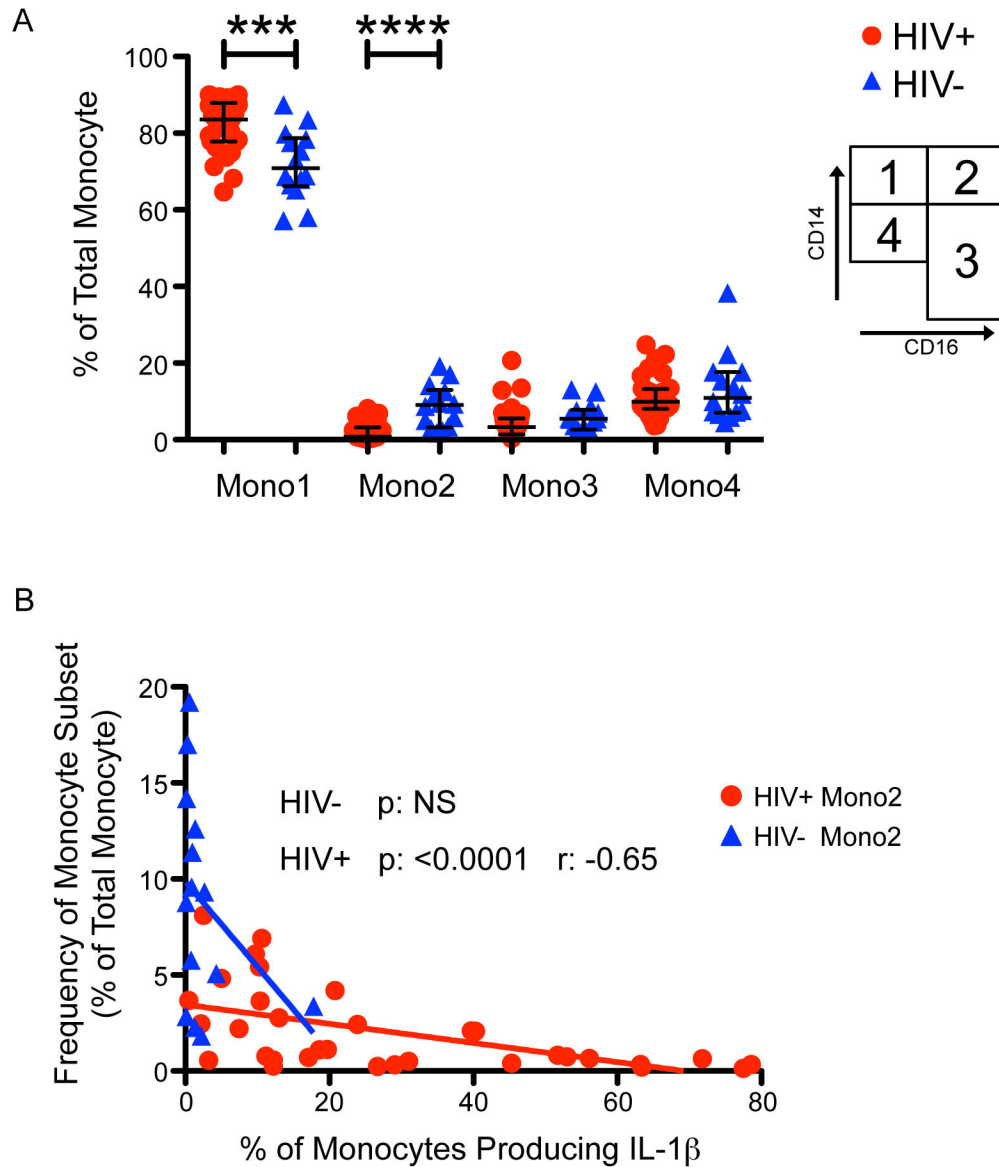 A
*** ****
HIV+
HIV-
100
80
60
40
20
0
% of Total Monocyte
Mono1 Mono2 Mono3 Mono4
1 2
4 3
CD14
CD16
B
Frequency of Monocyte Subset
(% of Total Monocyte)
20
15
10
5
0
HIV- p: NS
HIV+ p: <0.0001 r: -0.65
HIV+ Mono2
HIV- Mono2
0 20 40 60 80
% of Monocytes Producing IL-1β